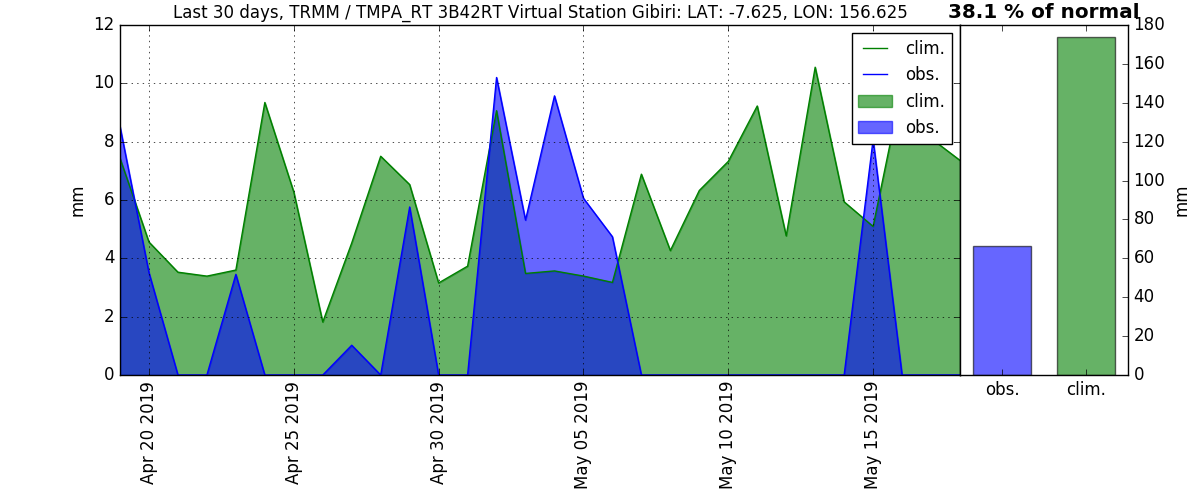 Last 30 days, TRMM / TMPA_RT 3B42RT Virtual Station Gibiri: LAT: -7.625, LON: 156.625
38.1 % of normal
12
10
8
6
4
2
0
mm
clim.
obs.
clim.
obs.
Apr 20 2019
Apr 25 2019
Apr 30 2019
May 05 2019
May 10 2019
May 15 2019
180
160
140
120
100
80
60
40
20
0
mm
obs.
clim.